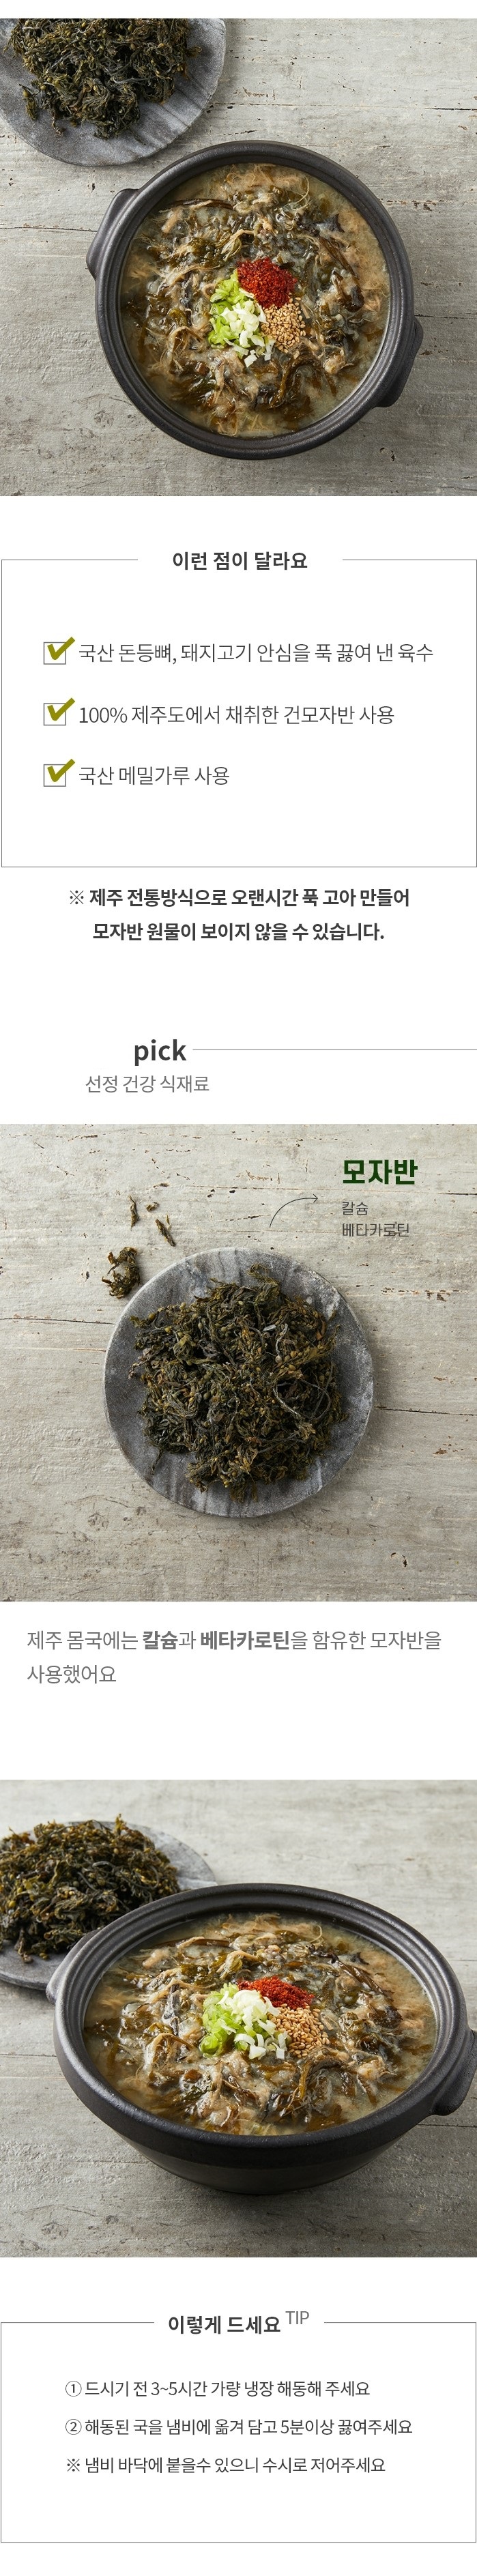 이런 점이 달라요
국산 돈등뼈, 돼지고기 안심을 푹 끓여 낸 육수
100% 제주도에서 채취한 건모자반 사용
국산 메밀가루 사용
※ 제주 전통방식으로 오랜시간 푹 고아 만들어
모자반 원물이 보이지 않을 수 있습니다.
pick
선정 건강 식재료
모자반
칼슘
베타카로틴
제주 몸국에는 칼슘과 베타카로틴을 함유한 모자반을
사용했어요
이렇게 드세요 TIP
① 드시기 전 3~5시간 가량 냉장 해동해 주세요
② 해동된 국을 냄비에 옮겨 담고 5분이상 끓여주세요
※ 냄비 바닥에 붙을수 있으니 수시로 저어주세요